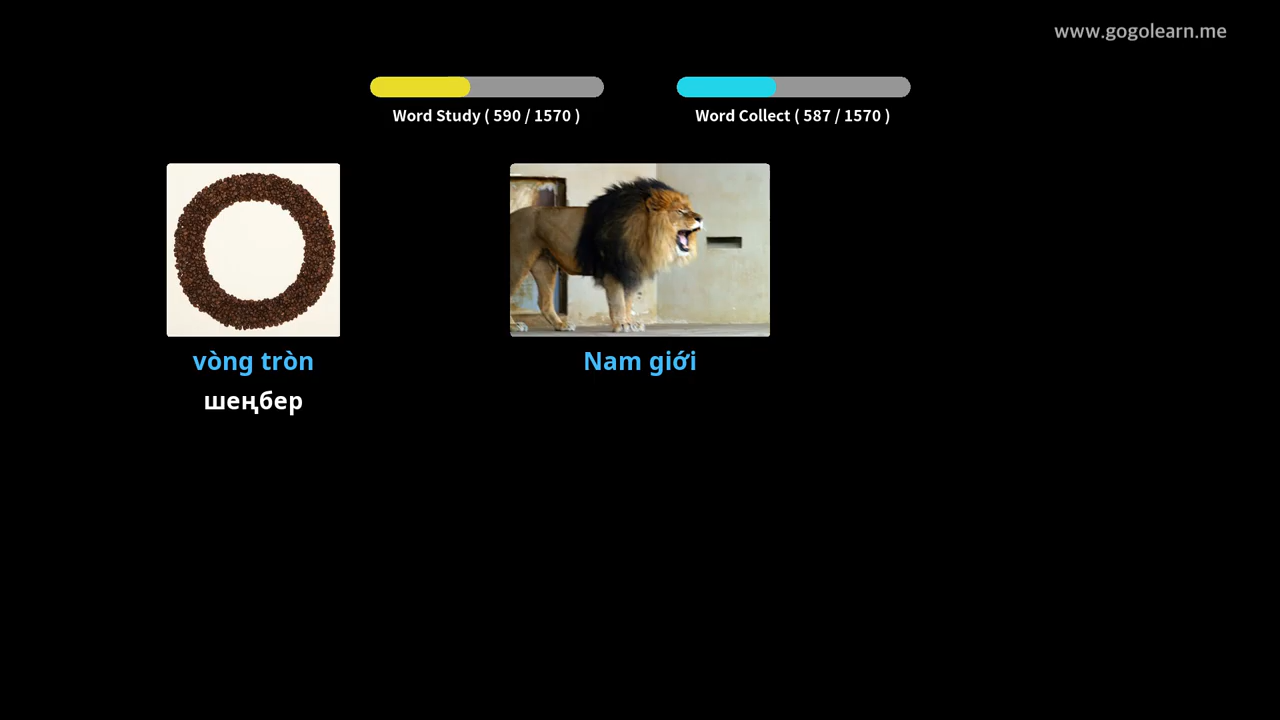 www.gogolearn.me
Word Study ( 590 / 1570 )
Word Collect ( 587 / 1570 )
vòng tròn
шеңбер
Nam giới